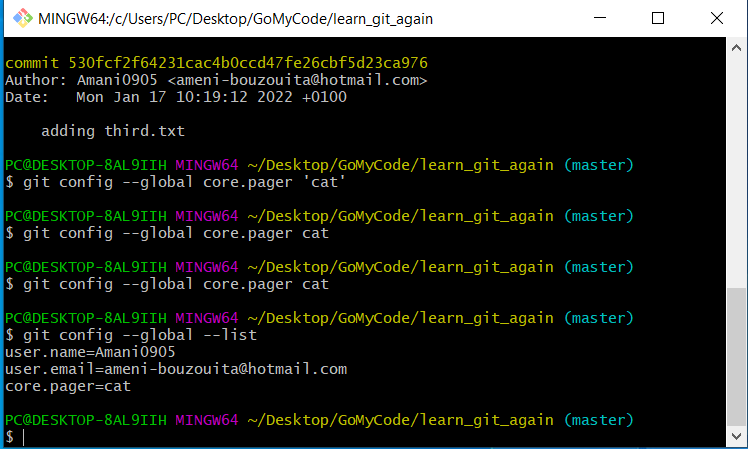 MINGW64:/c/Users/PC/Desktop/GoMyCode/learn_git_again
commit 530fcf2f64231cac4b0ccd47fe26cbf5d23ca976
Author: Amani0905 <ameni-bouzouita@hotmail.com>
Date:   Mon Jan 17 10:19:12 2022 +0100
    adding third.txt
PC@DESKTOP-8AL9IIH MINGW64 ~/Desktop/GoMyCode/learn_git_again (master)
$ git config --global core.pager 'cat'
PC@DESKTOP-8AL9IIH MINGW64 ~/Desktop/GoMyCode/learn_git_again (master)
$ git config --global core.pager cat
PC@DESKTOP-8AL9IIH MINGW64 ~/Desktop/GoMyCode/learn_git_again (master)
$ git config --global core.pager cat
PC@DESKTOP-8AL9IIH MINGW64 ~/Desktop/GoMyCode/learn_git_again (master)
$ git config --global --list
user.name=Amani0905
user.email=ameni-bouzouita@hotmail.com
core.pager=cat
PC@DESKTOP-8AL9IIH MINGW64 ~/Desktop/GoMyCode/learn_git_again (master)
$